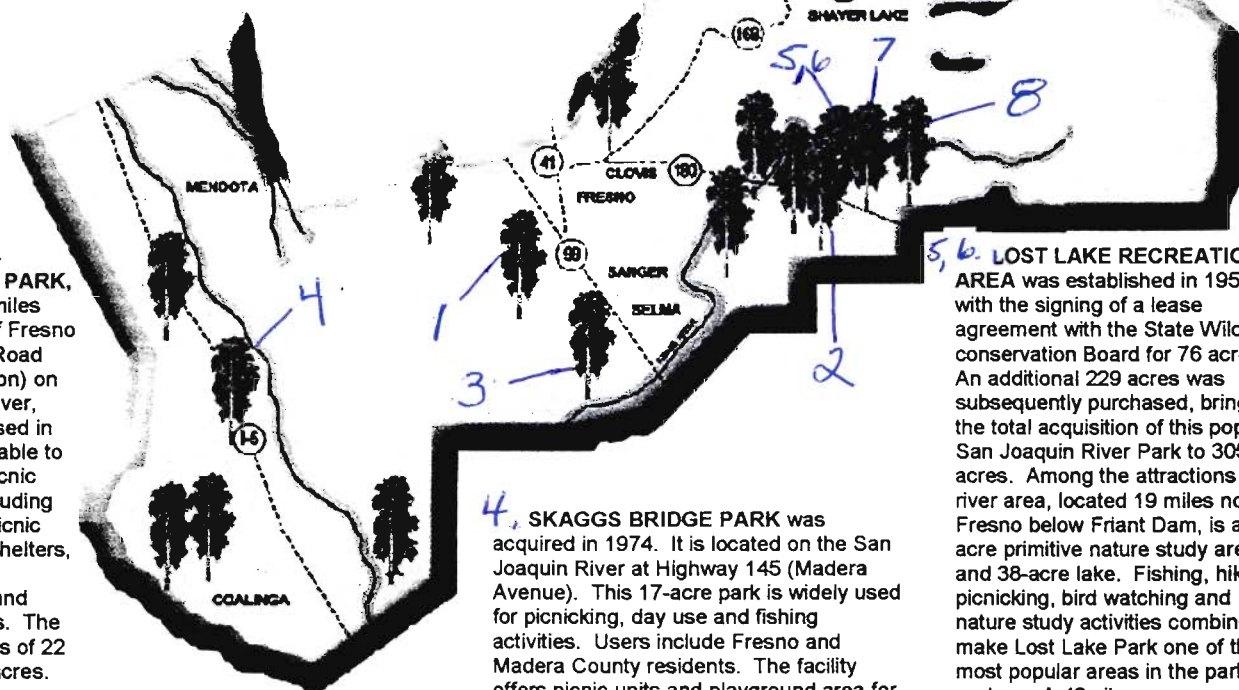 SHAVER LAKE
168
5,6
7
8
41
CLOVIS
180
FRESNO
MENDOTA
99
SANGER
SELMA
1
4
3
2
I-5
COALINGA
PARK,
miles
f Fresno
Road
on) on
ver,
sed in
able to
cnic
uding
icnic
helters,
und
s. The
s of 22
cres.
4. SKAGGS BRIDGE PARK was
acquired in 1974. It is located on the San
Joaquin River at Highway 145 (Madera
Avenue). This 17-acre park is widely used
for picnicking, day use and fishing
activities. Users include Fresno and
Madera County residents. The facility
offers picnic units and playground area for
5, 6. LOST LAKE RECREATIO
AREA was established in 195
with the signing of a lease
agreement with the State Wild
conservation Board for 76 acr
An additional 229 acres was
subsequently purchased, bring
the total acquisition of this pop
San Joaquin River Park to 305
acres. Among the attractions
river area, located 19 miles no
Fresno below Friant Dam, is a
acre primitive nature study are
and 38-acre lake. Fishing, hik
picnicking, bird watching and
nature study activities combin
make Lost Lake Park one of th
most popular areas in the park